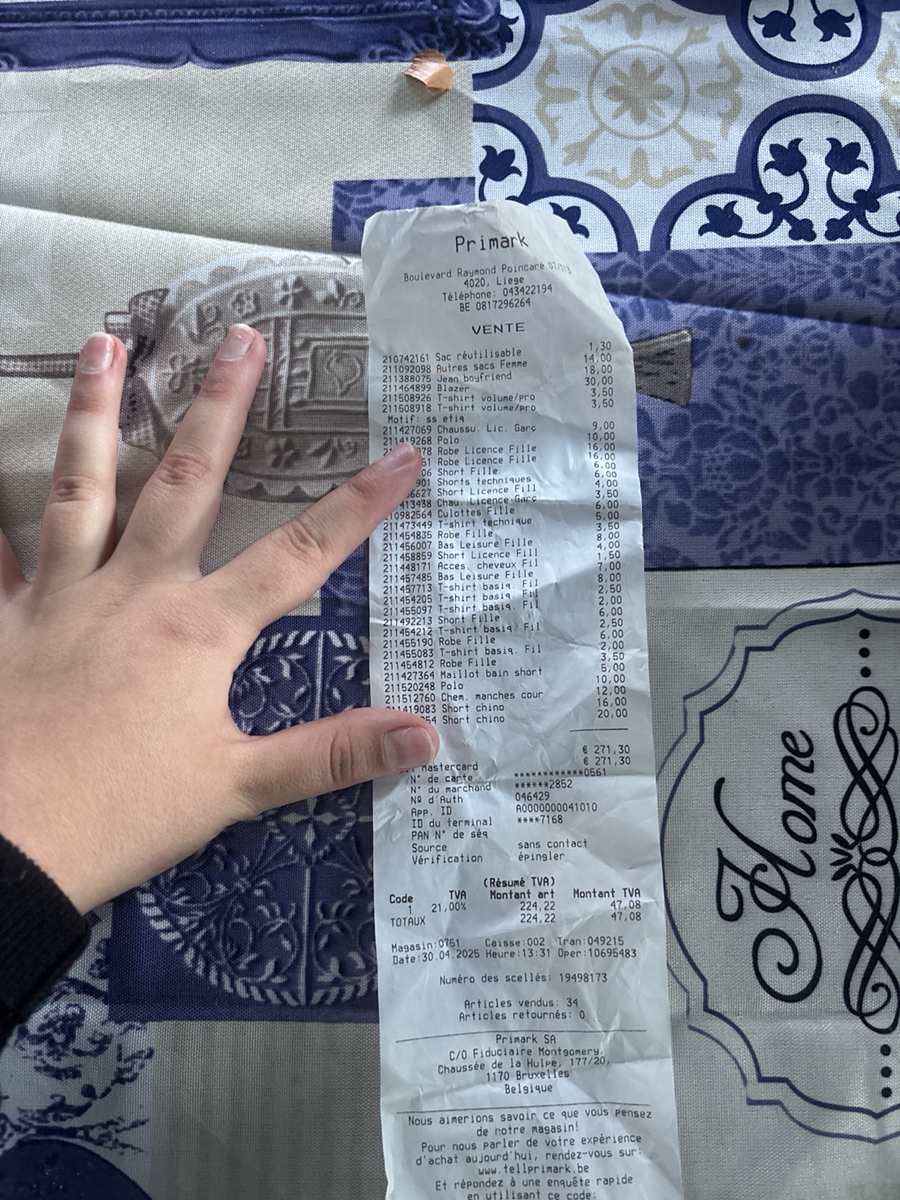 Primark
Boulevard Raymond Poincaré
4020, Liege
Téléphone: 043422194
BE 0817296264
VENTE
210742161 Sac réutilisable 1,30
211092098 Autres sacs Femme 14,00
211388075 Jean boyfriend 18,00
211464899 Blazer 30,00
211508926 T-shirt volume/pro 3,50
211508918 T-shirt volume/pro 3,50
Motif: ss etiq
211427069 Chaussu. Lic. Garç 9,00
211419268 Polo 10,00
Robe Licence Fille 16,00
Robe Licence Fille 16,00
Short Fille 6,00
Shorts techniques 6,00
Short Licence Fill 4,00
Chau. Licence Garç 3,50
210982564 Culottes Fille 6,00
211473449 T-shirt technique 5,00
211454835 Robe Fille 3,50
211456007 Bas Leisure Fille 8,00
211458859 Short Licence Fill 4,00
211448171 Acces. cheveux Fil 1,50
211457485 Bas Leisure Fille 7,00
211457713 T-shirt basiq. Fil 8,00
211454205 T-shirt basiq. Fil 2,50
211455097 T-shirt basiq. Fil 2,00
211492213 Short Fille 6,00
211454212 T-shirt basiq. Fil 2,50
211455190 Robe Fille 6,00
211455083 T-shirt basiq. Fil 2,00
211454812 Robe Fille 3,50
211427364 Maillot bain short 5,00
211520248 Polo 10,00
211512760 Chem. manches cour 12,00
211419083 Short chino 16,00
Short chino 20,00
€ 271,30
Mastercard € 271,30
N° de carte ************0561
N° du marchand ******2852
Nº d'Auth 046429
App. ID A0000000041010
ID du terminal ****7168
PAN N° de séq
Source sans contact
Vérification épingler
(Résumé TVA)
Code TVA Montant art Montant TVA
1 21,00% 224,22 47,08
TOTAUX 224,22 47,08
Magasin:0751 Caisse:002 Tran:049215
Date:30.04.2025 Heure:13:31 Oper:10695483
Numéro des scellés: 19498173
Articles vendus: 34
Articles retournés: 0
Primark SA
C/O Fiduciaire Montgomery,
Chaussée de la Hulpe, 177/20,
1170 Bruxelles
Belgique
Nous aimerions savoir ce que vous pensez
de notre magasin!
Pour nous parler de votre expérience
d'achat aujourd'hui, rendez-vous sur:
www.tellprimark.be
Et répondez à une enquête rapide
en utilisant ce code:
Home